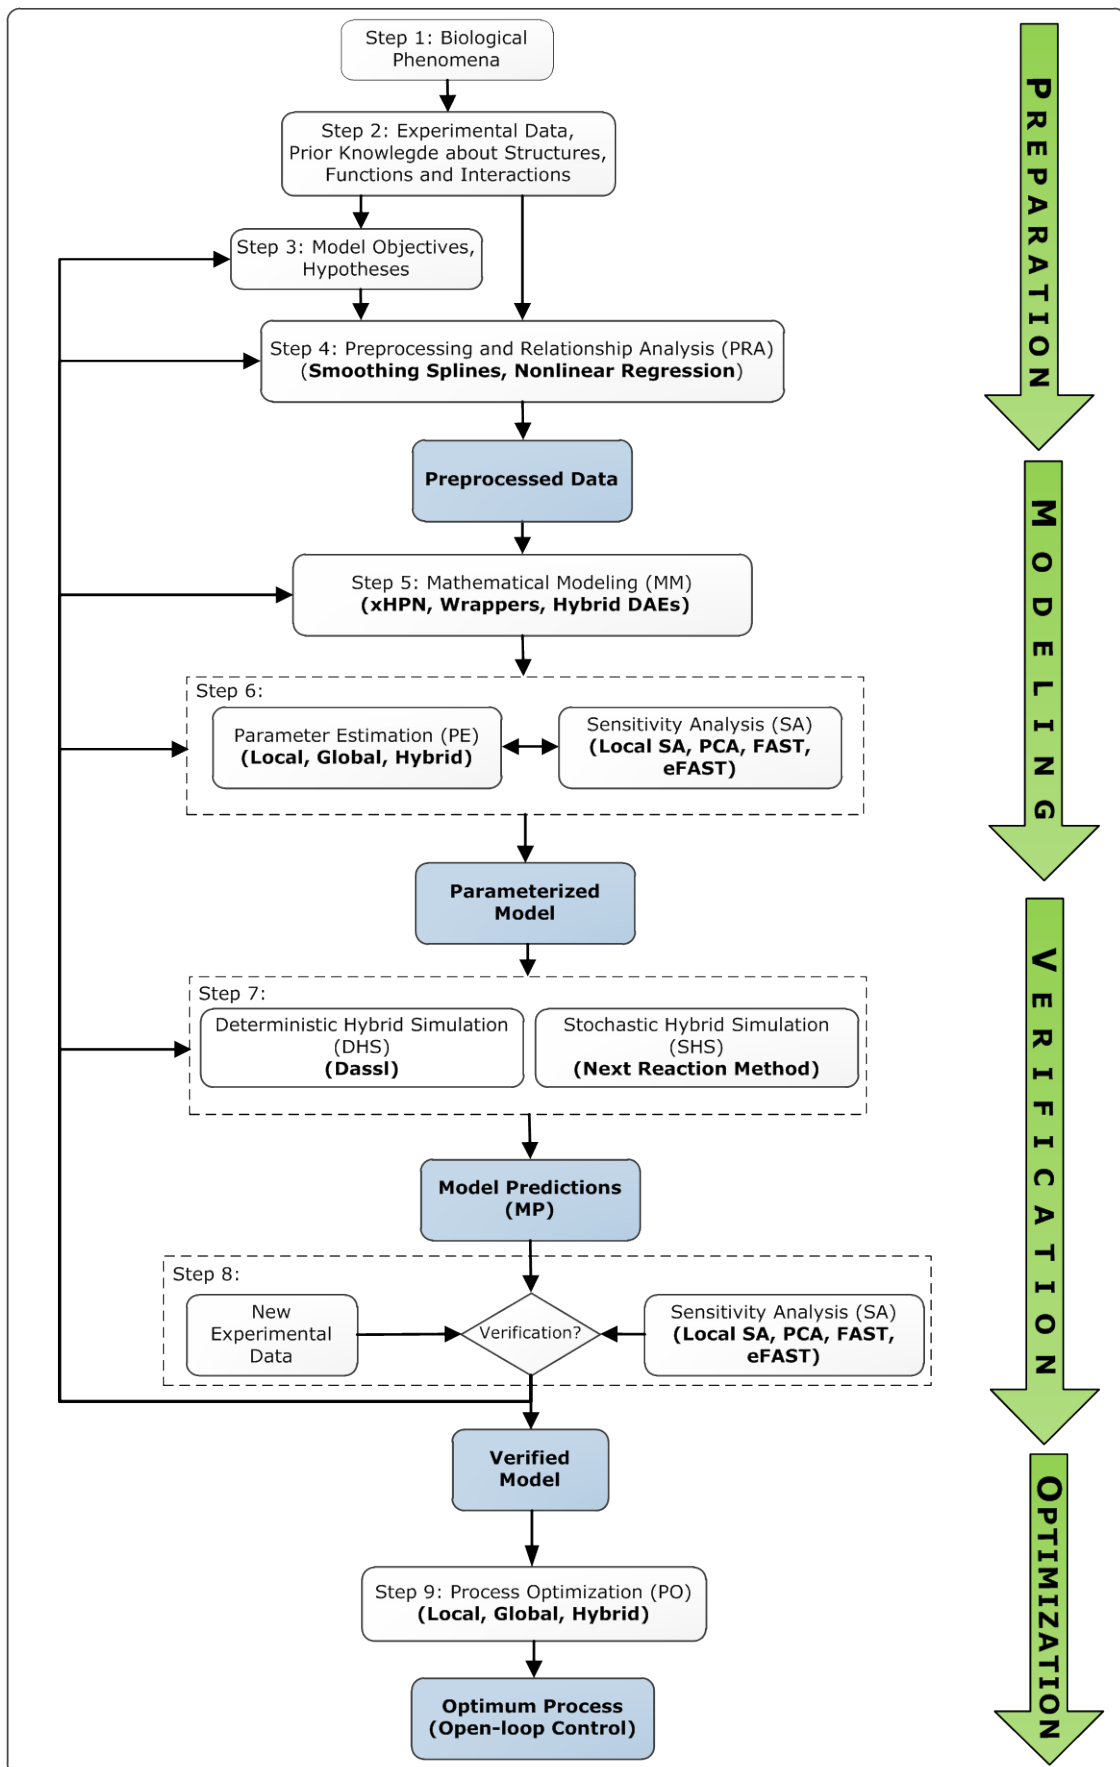 Step 1: Biological
Phenomena
Step 2: Experimental Data,
Prior Knowlegde about Structures,
Functions and Interactions
Step 3: Model Objectives,
Hypotheses
Step 4: Preprocessing and Relationship Analysis (PRA)
(Smoothing Splines, Nonlinear Regression)
PREPARATION
Preprocessed Data
Step 5: Mathematical Modeling (MM)
(xHPN, Wrappers, Hybrid DAEs)
Step 6:
Parameter Estimation (PE)
(Local, Global, Hybrid)
Sensitivity Analysis (SA)
(Local SA, PCA, FAST,
eFAST)
MODELING
Parameterized
Model
Step 7:
Deterministic Hybrid Simulation
(DHS)
(Dassl)
Stochastic Hybrid Simulation
(SHS)
(Next Reaction Method)
Model Predictions
(MP)
Step 8:
New
Experimental
Data
Verification?
Sensitivity Analysis (SA)
(Local SA, PCA, FAST,
eFAST)
VERIFICATION
Verified
Model
Step 9: Process Optimization (PO)
(Local, Global, Hybrid)
Optimum Process
(Open-loop Control)
OPTIMIZATION